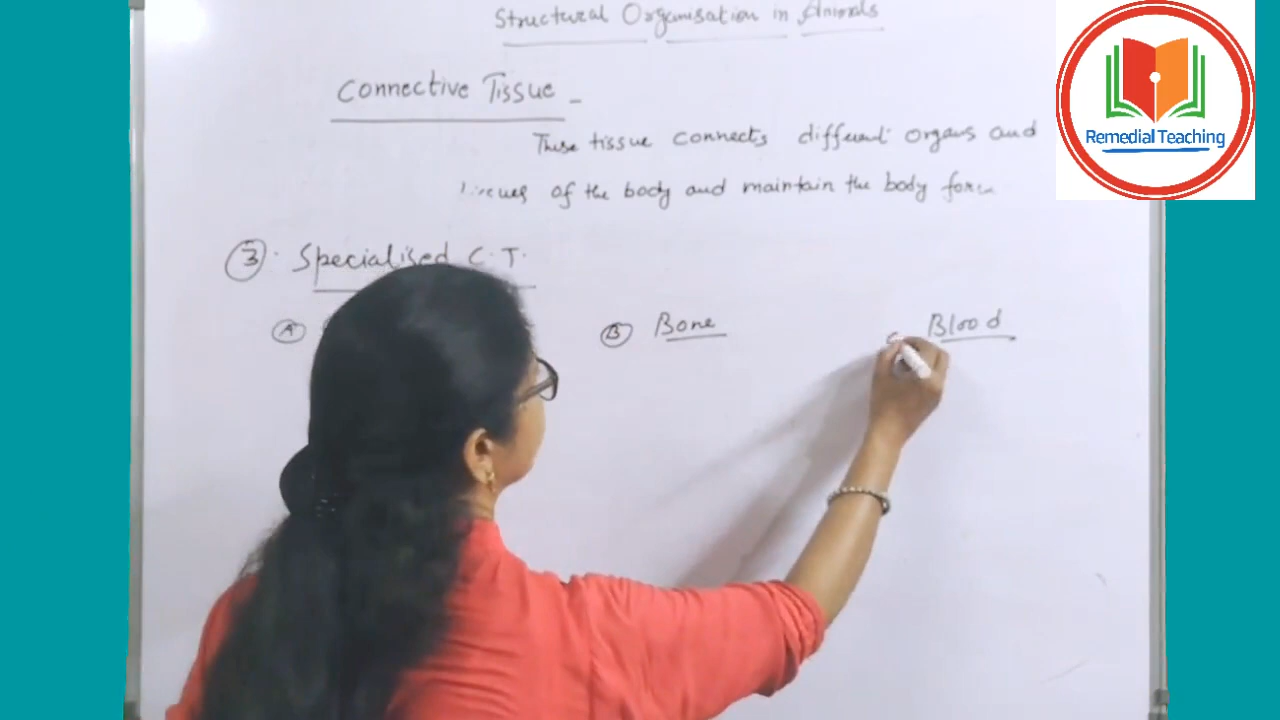 Structural Organisation in Animals
Connective Tissue -
These tissue connects different organs and
of the body and maintain the body form
3. Specialised C.T.
A B Bone Blood
Remedial Teaching